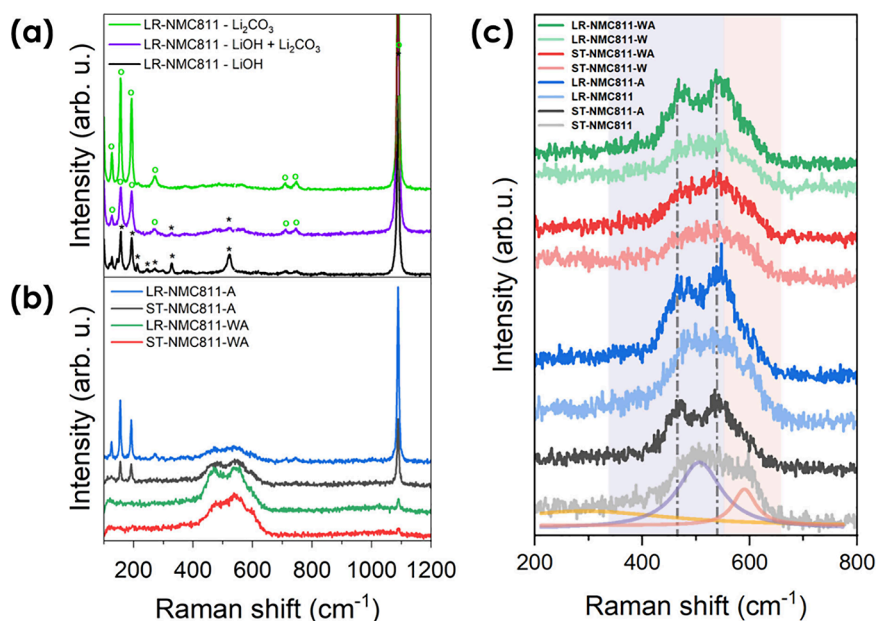 (a)
LR-NMC811 - Li₂CO₃
LR-NMC811 - LiOH + Li₂CO₃
LR-NMC811 - LiOH
Intensity (arb. u.)
(b)
LR-NMC811-A
ST-NMC811-A
LR-NMC811-WA
ST-NMC811-WA
Intensity (arb. u.)
200 400 600 800 1000 1200
Raman shift (cm⁻¹)
(c)
LR-NMC811-WA
LR-NMC811-W
ST-NMC811-WA
ST-NMC811-W
LR-NMC811-A
LR-NMC811
ST-NMC811-A
ST-NMC811
Intensity (arb.u.)
200 400 600 800
Raman shift (cm⁻¹)